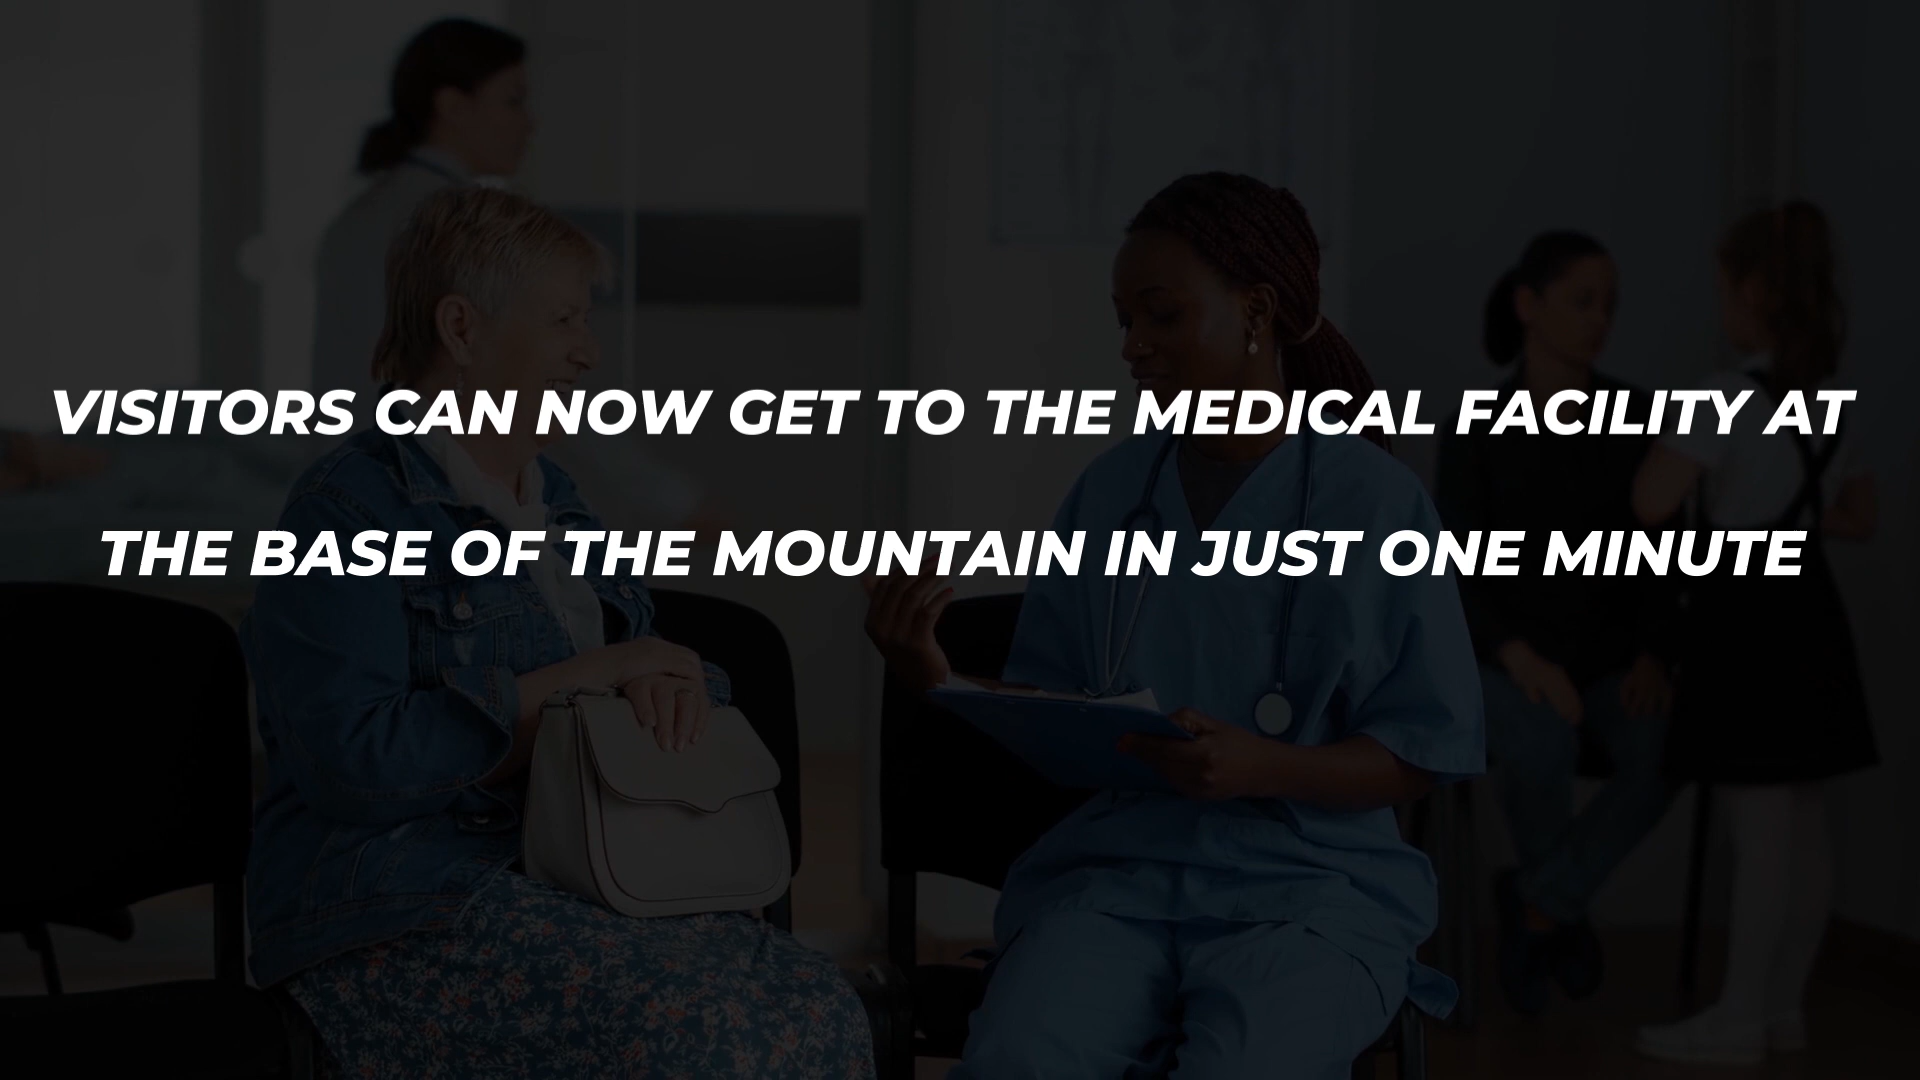 VISITORS CAN NOW GET TO THE MEDICAL FACILITY AT
THE BASE OF THE MOUNTAIN IN JUST ONE MINUTE